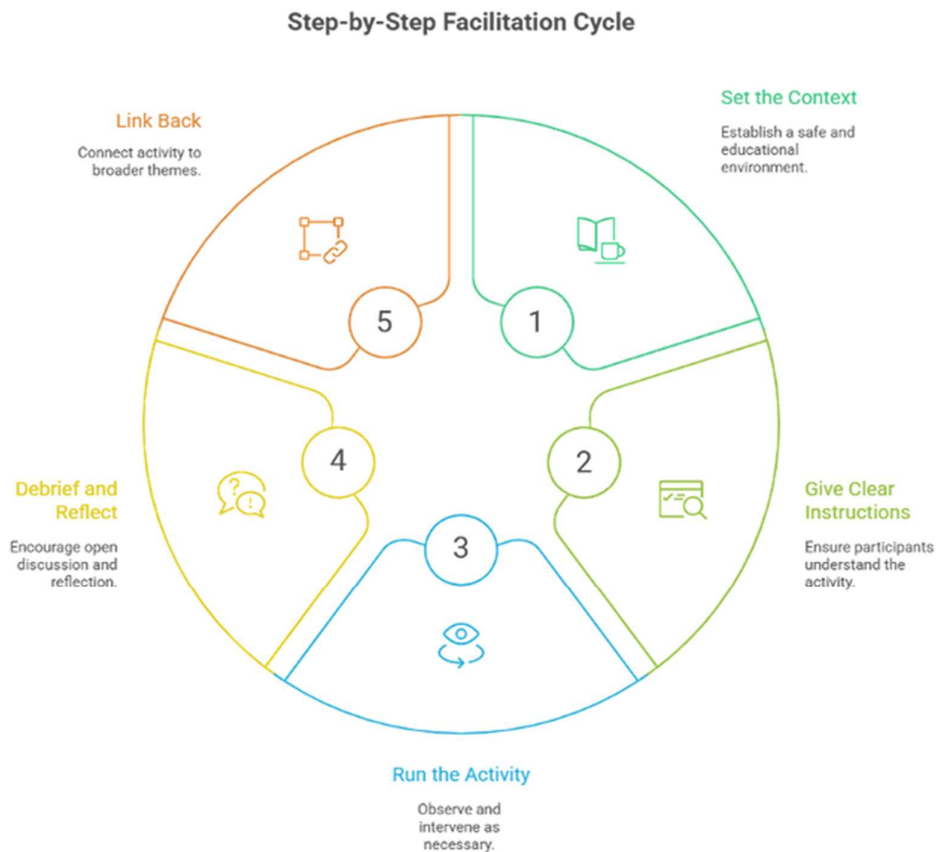 Step-by-Step Facilitation Cycle
Set the Context
Establish a safe and
educational
environment.
1
Give Clear
Instructions
Ensure participants
understand the
activity.
2
3
Run the Activity
Observe and
intervene as
necessary.
4
Debrief and
Reflect
Encourage open
discussion and
reflection.
5
Link Back
Connect activity to
broader themes.
?
!